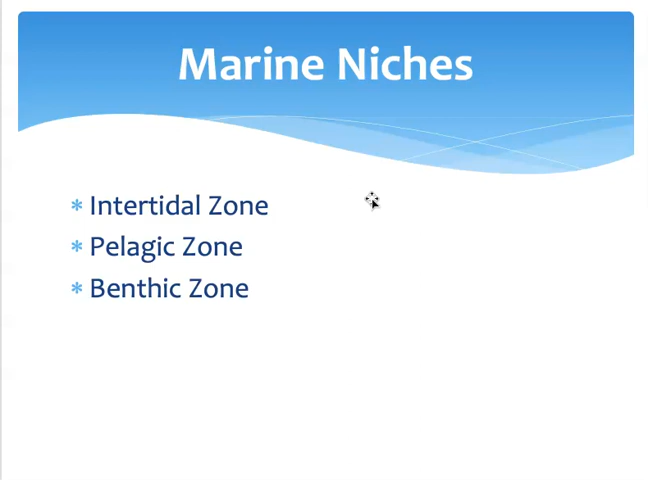 Marine Niches
* Intertidal Zone
* Pelagic Zone
* Benthic Zone